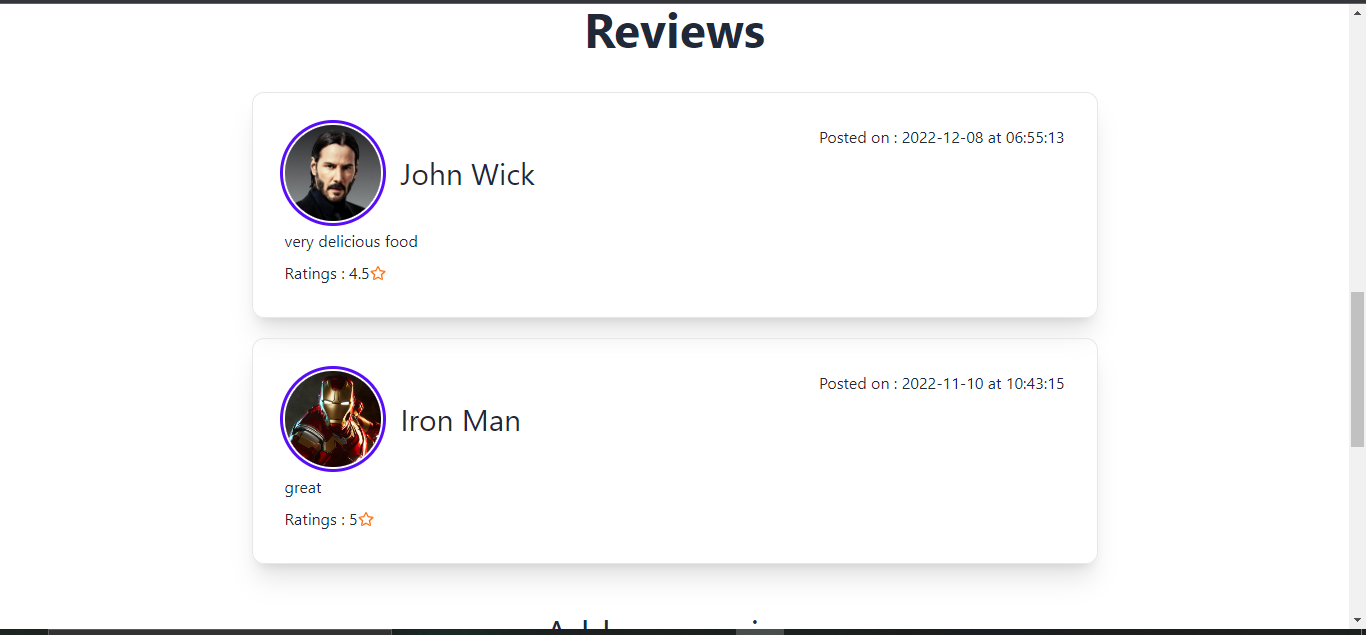 Reviews
Posted on : 2022-12-08 at 06:55:13
John Wick
very delicious food
Ratings : 4.5
Posted on : 2022-11-10 at 10:43:15
Iron Man
great
Ratings : 5